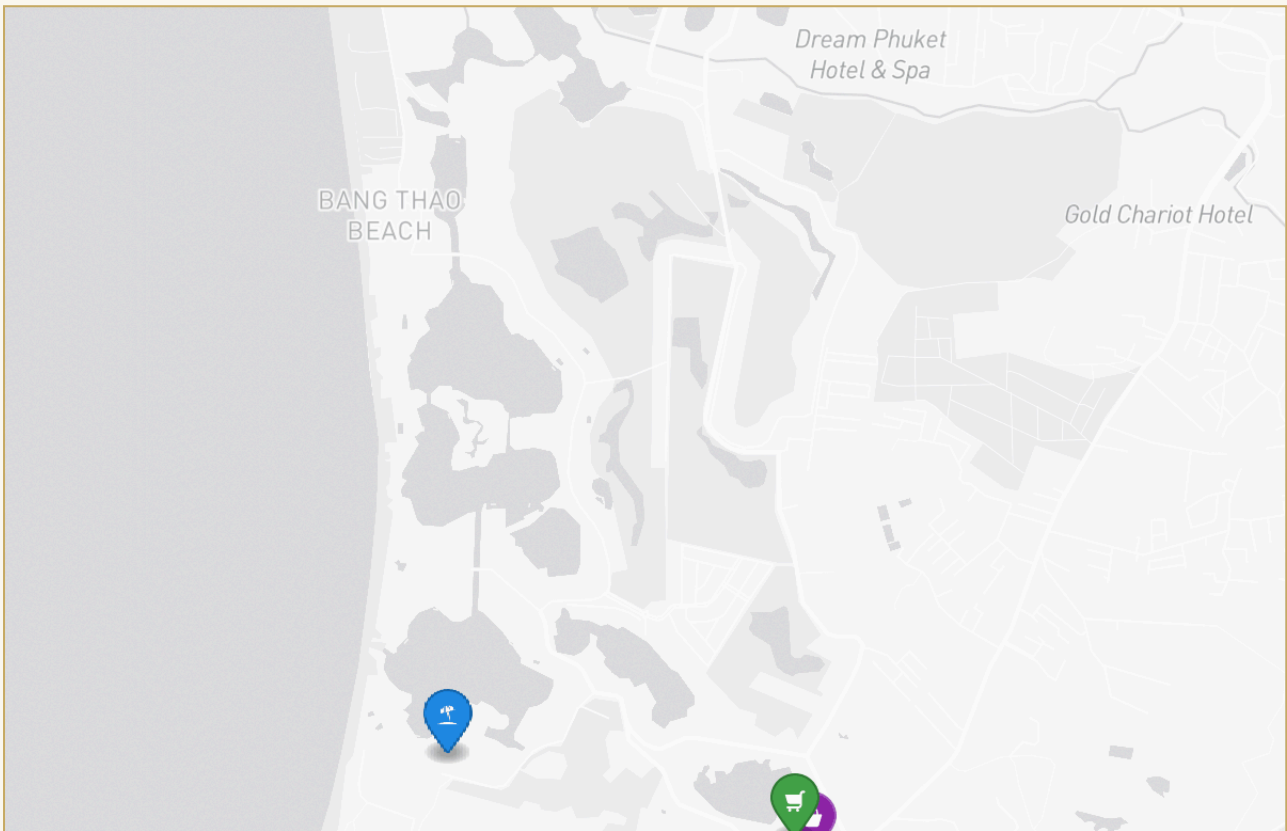 Dream Phuket
Hotel & Spa
BANG THAO
BEACH
Gold Chariot Hotel